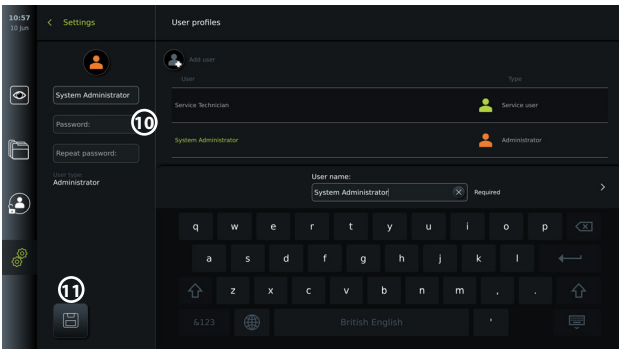 10:57
10 Jun
Settings
User profiles
Add user
User
Type
System Administrator
Service Technician
Service user
Password:
10
System Administrator
Administrator
Repeat password:
User type:
Administrator
User name:
System Administrator
Required
q w e r t y u i o p
a s d f g h j k l
z x c v b n m , .
&123
British English
'
11